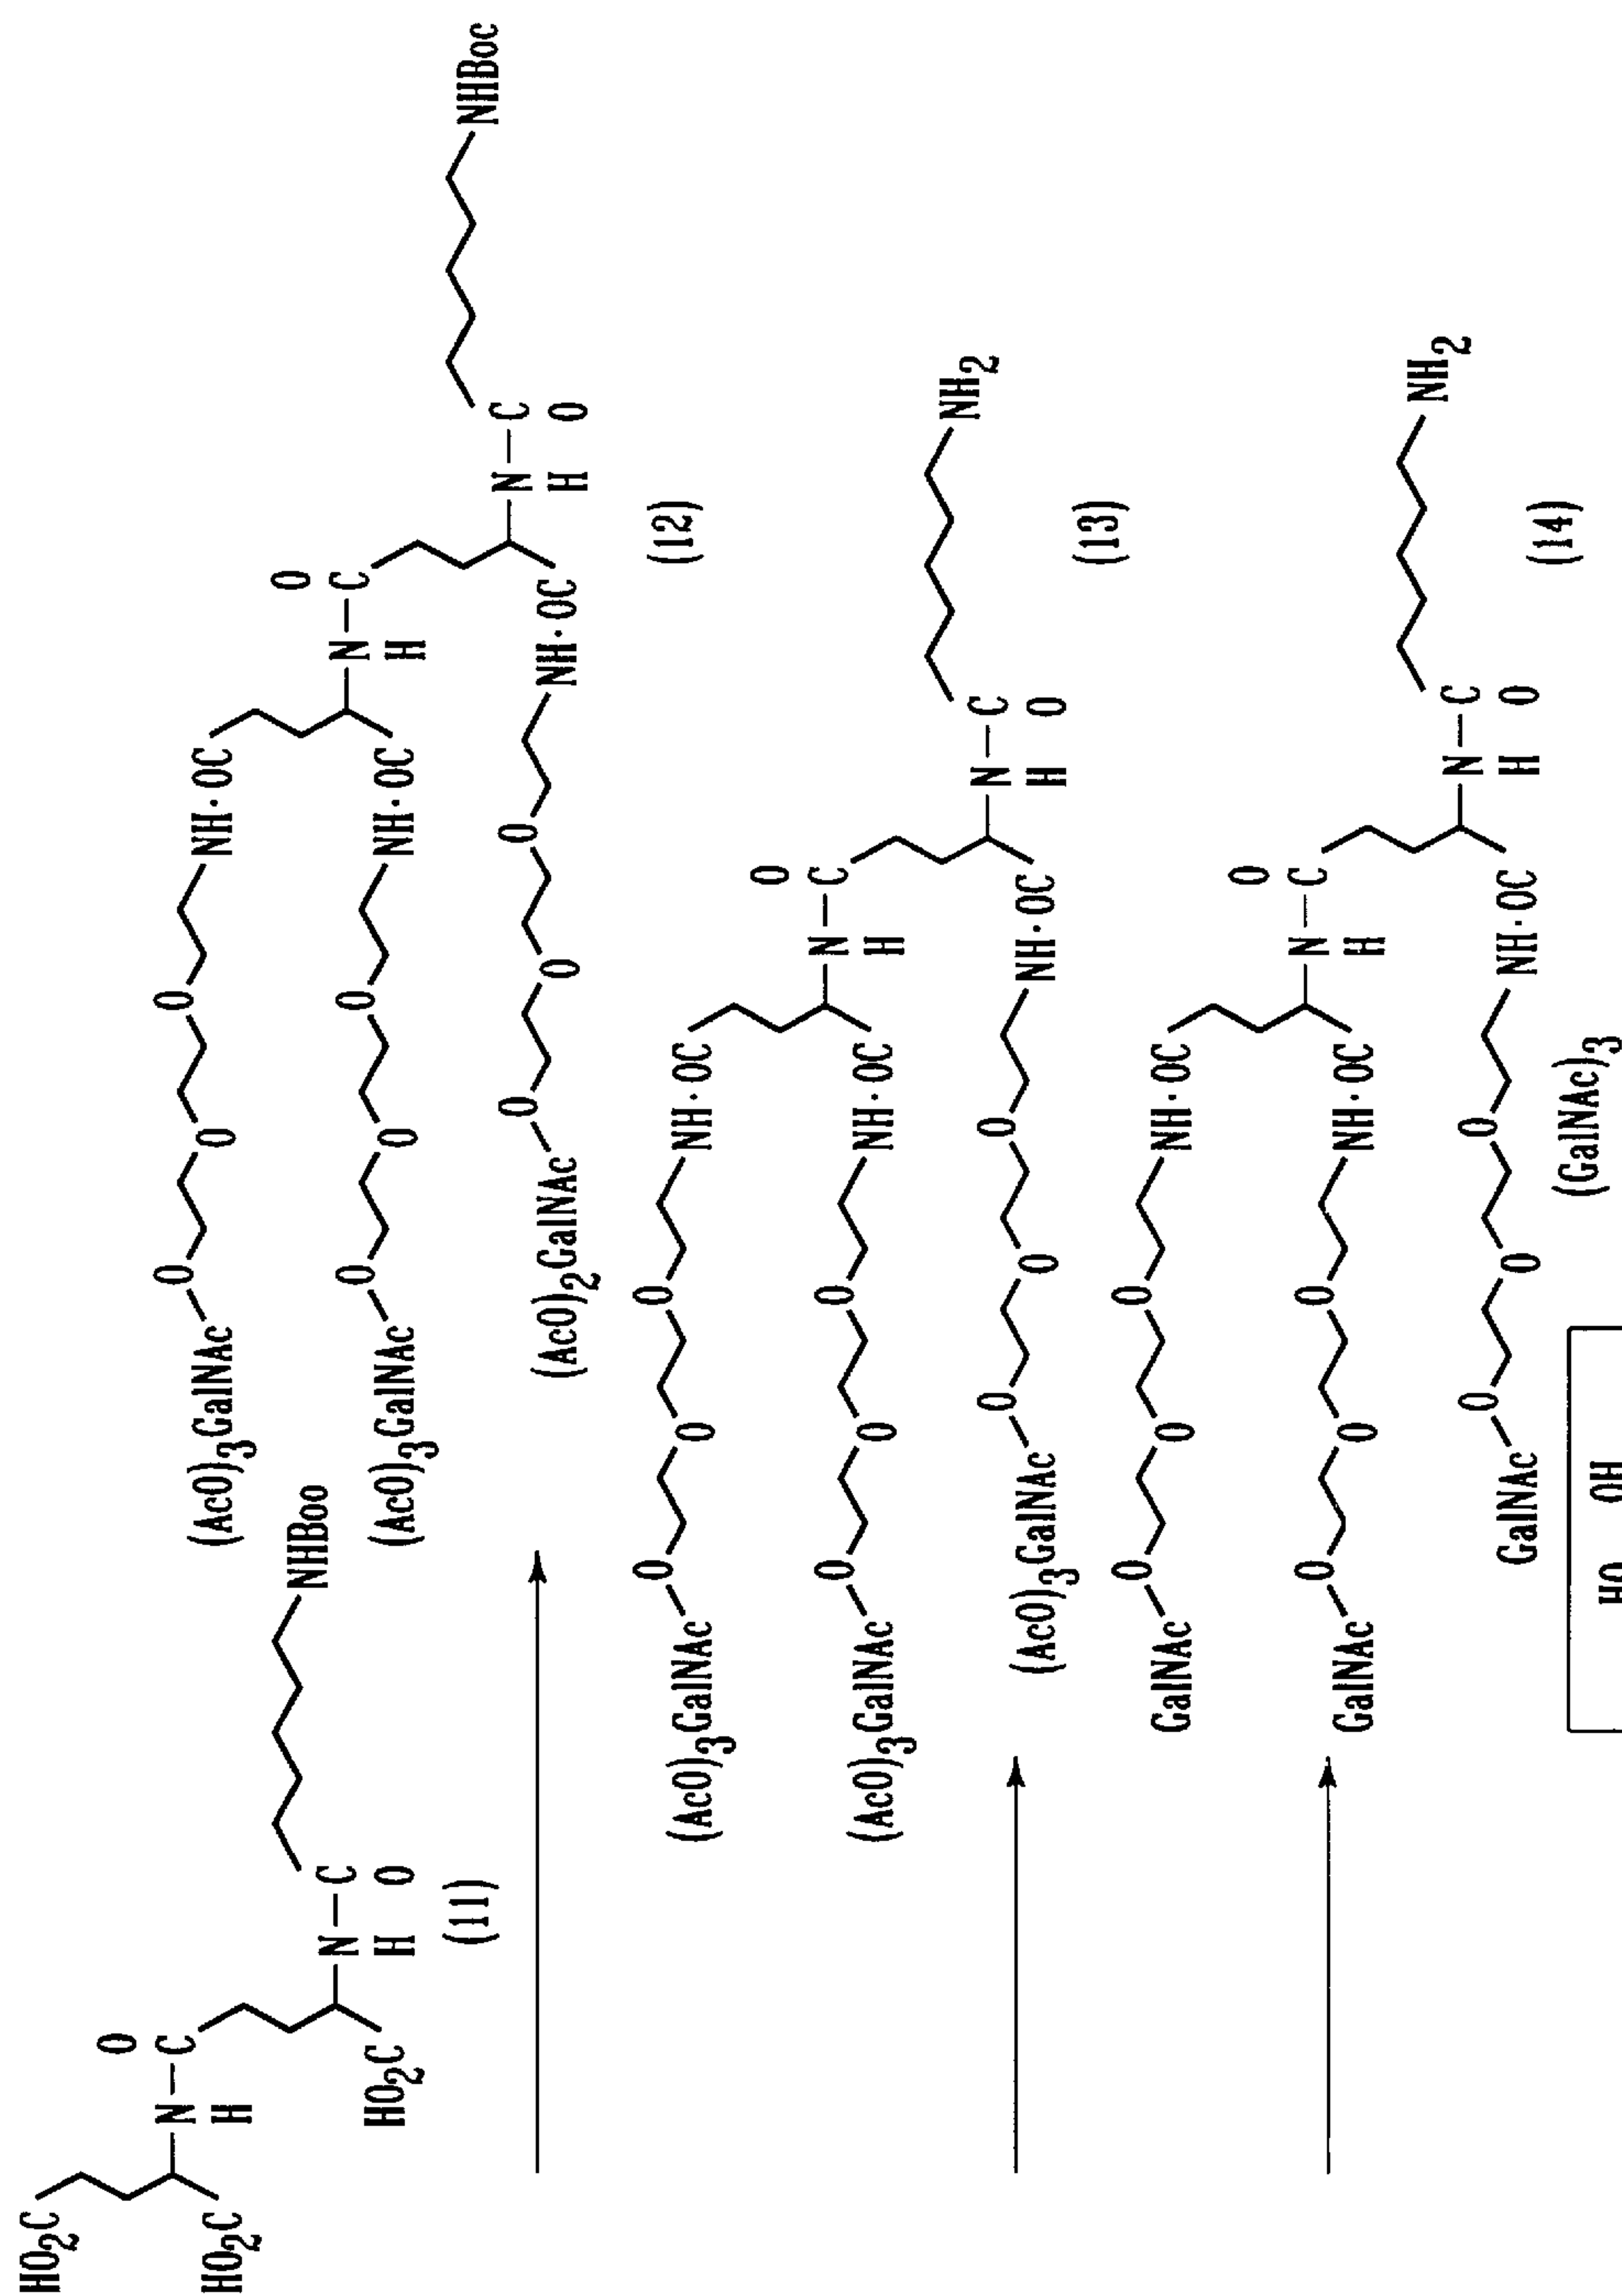 HO₂C
O
N–C
H
HO₂C
HO₂C
N–C
H O
NHBoo
(11)
(AcO)₃GalNAc O O O NH·OC
O
N–C
H
(AcO)₃GalNAc O O O NH·OC
N–C
H O
NHBoc
(AcO)₂GalNAc O O O NH·OC
(12)
(AcO)₃GalNAc O O O NH·OC
O
N–C
H
(AcO)₃GalNAc O O O NH·OC
N–C
H O
NH₂
(AcO)₃GalNAc O O O NH·OC
(13)
GalNAc O O O NH·OC
O
N–C
H
GalNAc O O O NH·OC
N–C
H O
NH₂
GalNAc O O O NH·OC
(14)
(GalNAc)₃
HO OH